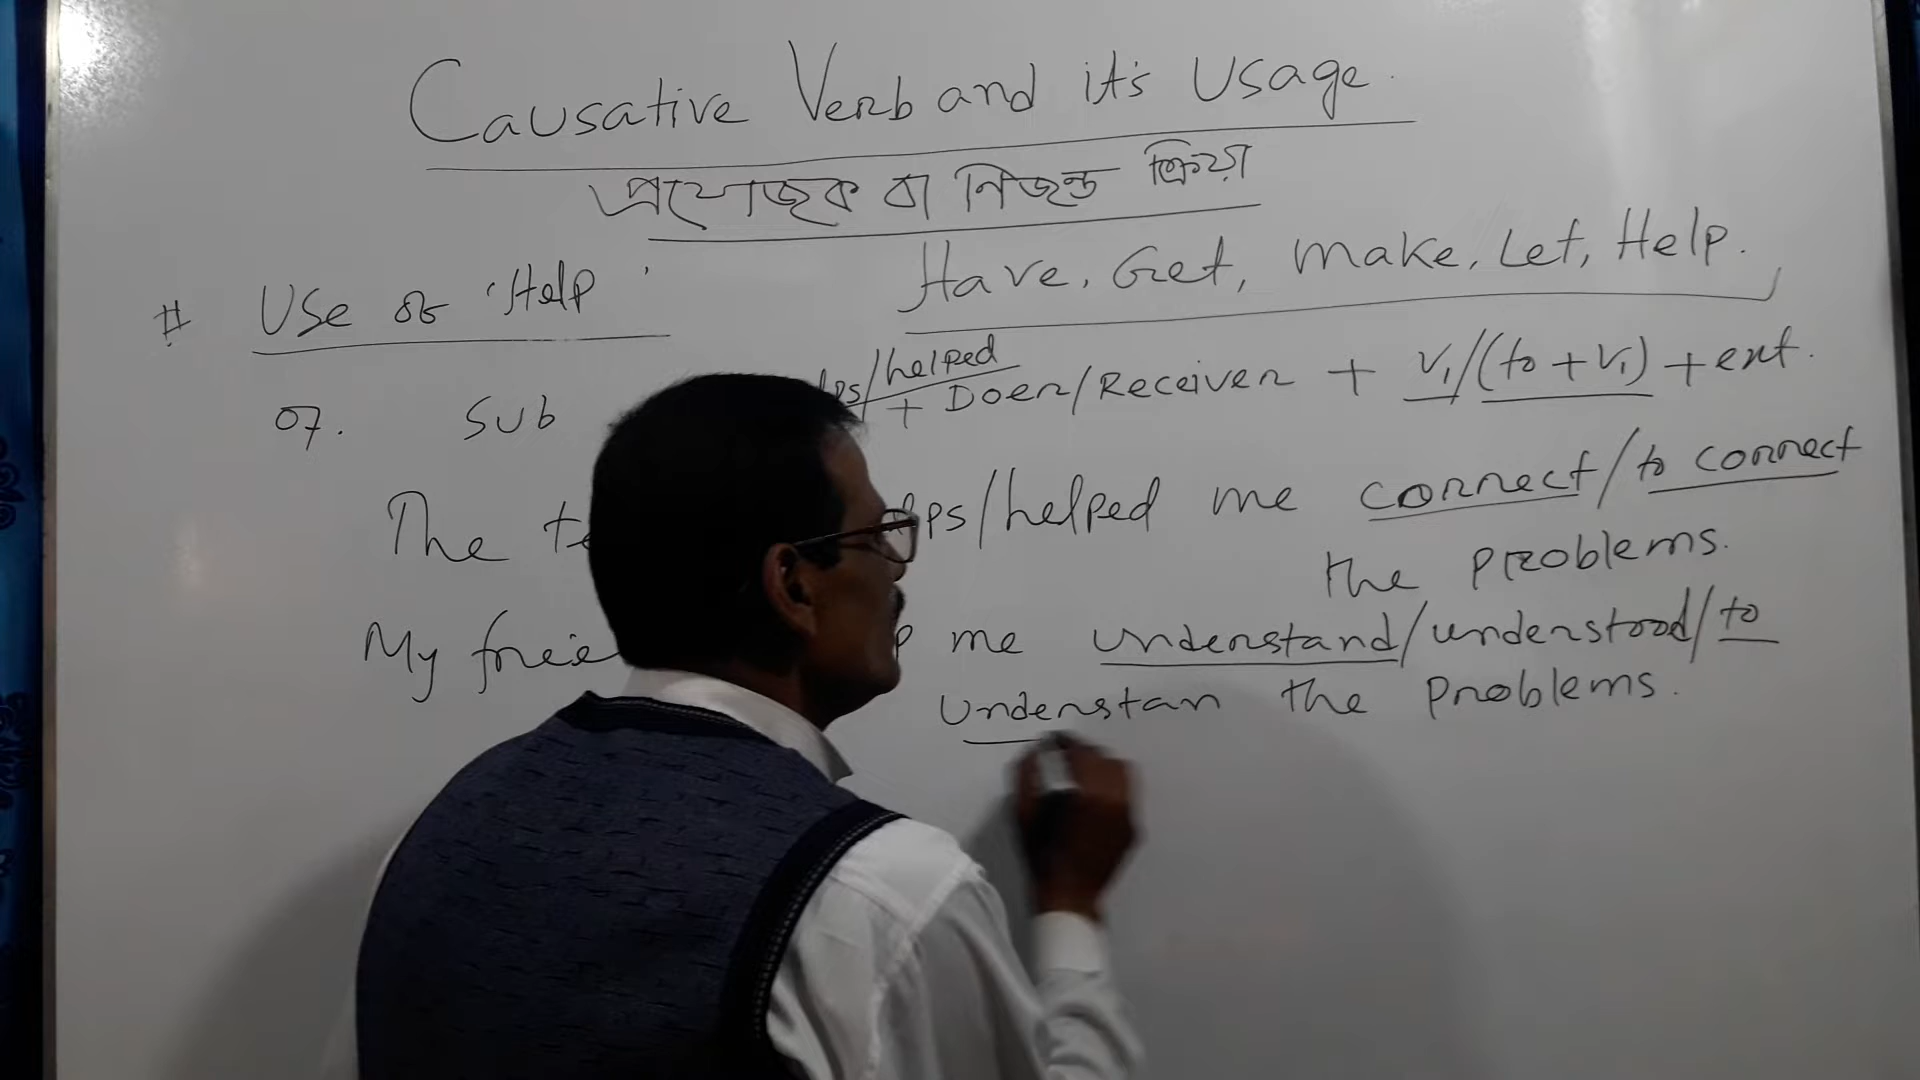 Causative Verb and it's Usage.
প্রযোজক বা নিজন্ত ক্রিয়া
Have, Get, Make, Let, Help.
# Use of 'Help'
/helped
07. Sub + Doer/Receiver + V1/(to + V1) + ext.
The /helped me correct/to correct
the problems.
My me understand/understood/to
understan the problems.